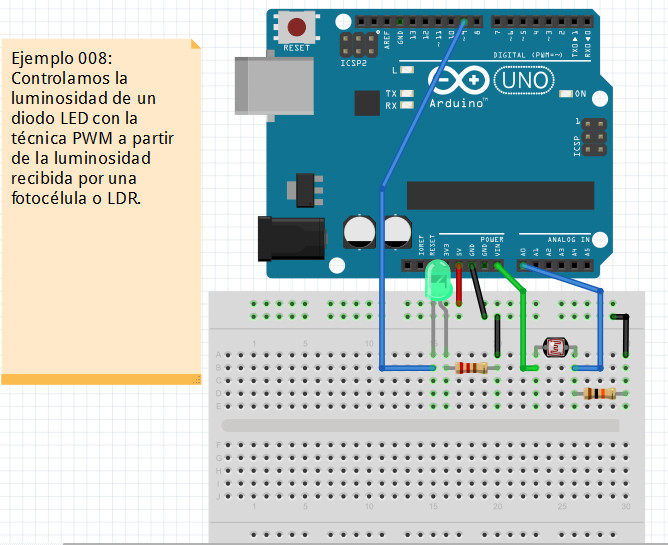 Ejemplo 008:
Controlamos la
luminosidad de un
diodo LED con la
técnica PWM a partir
de la luminosidad
recibida por una
fotocélula o LDR.
RESET
ICSP2
AREF
GND
13
12
~11
~10
~9
8
7
~6
~5
4
~3
2
TX0▶1
RX0◀0
DIGITAL (PWM=~)
L
TX
RX
UNO
Arduino™
ON
1
ICSP
IOREF
RESET
3V3
5V
GND
GND
VIN
POWER
ANALOG IN
A0
A1
A2
A3
A4
A5
1
5
10
15
20
25
30
A
B
C
D
E
F
G
H
I
J
1
5
10
15
20
25
30